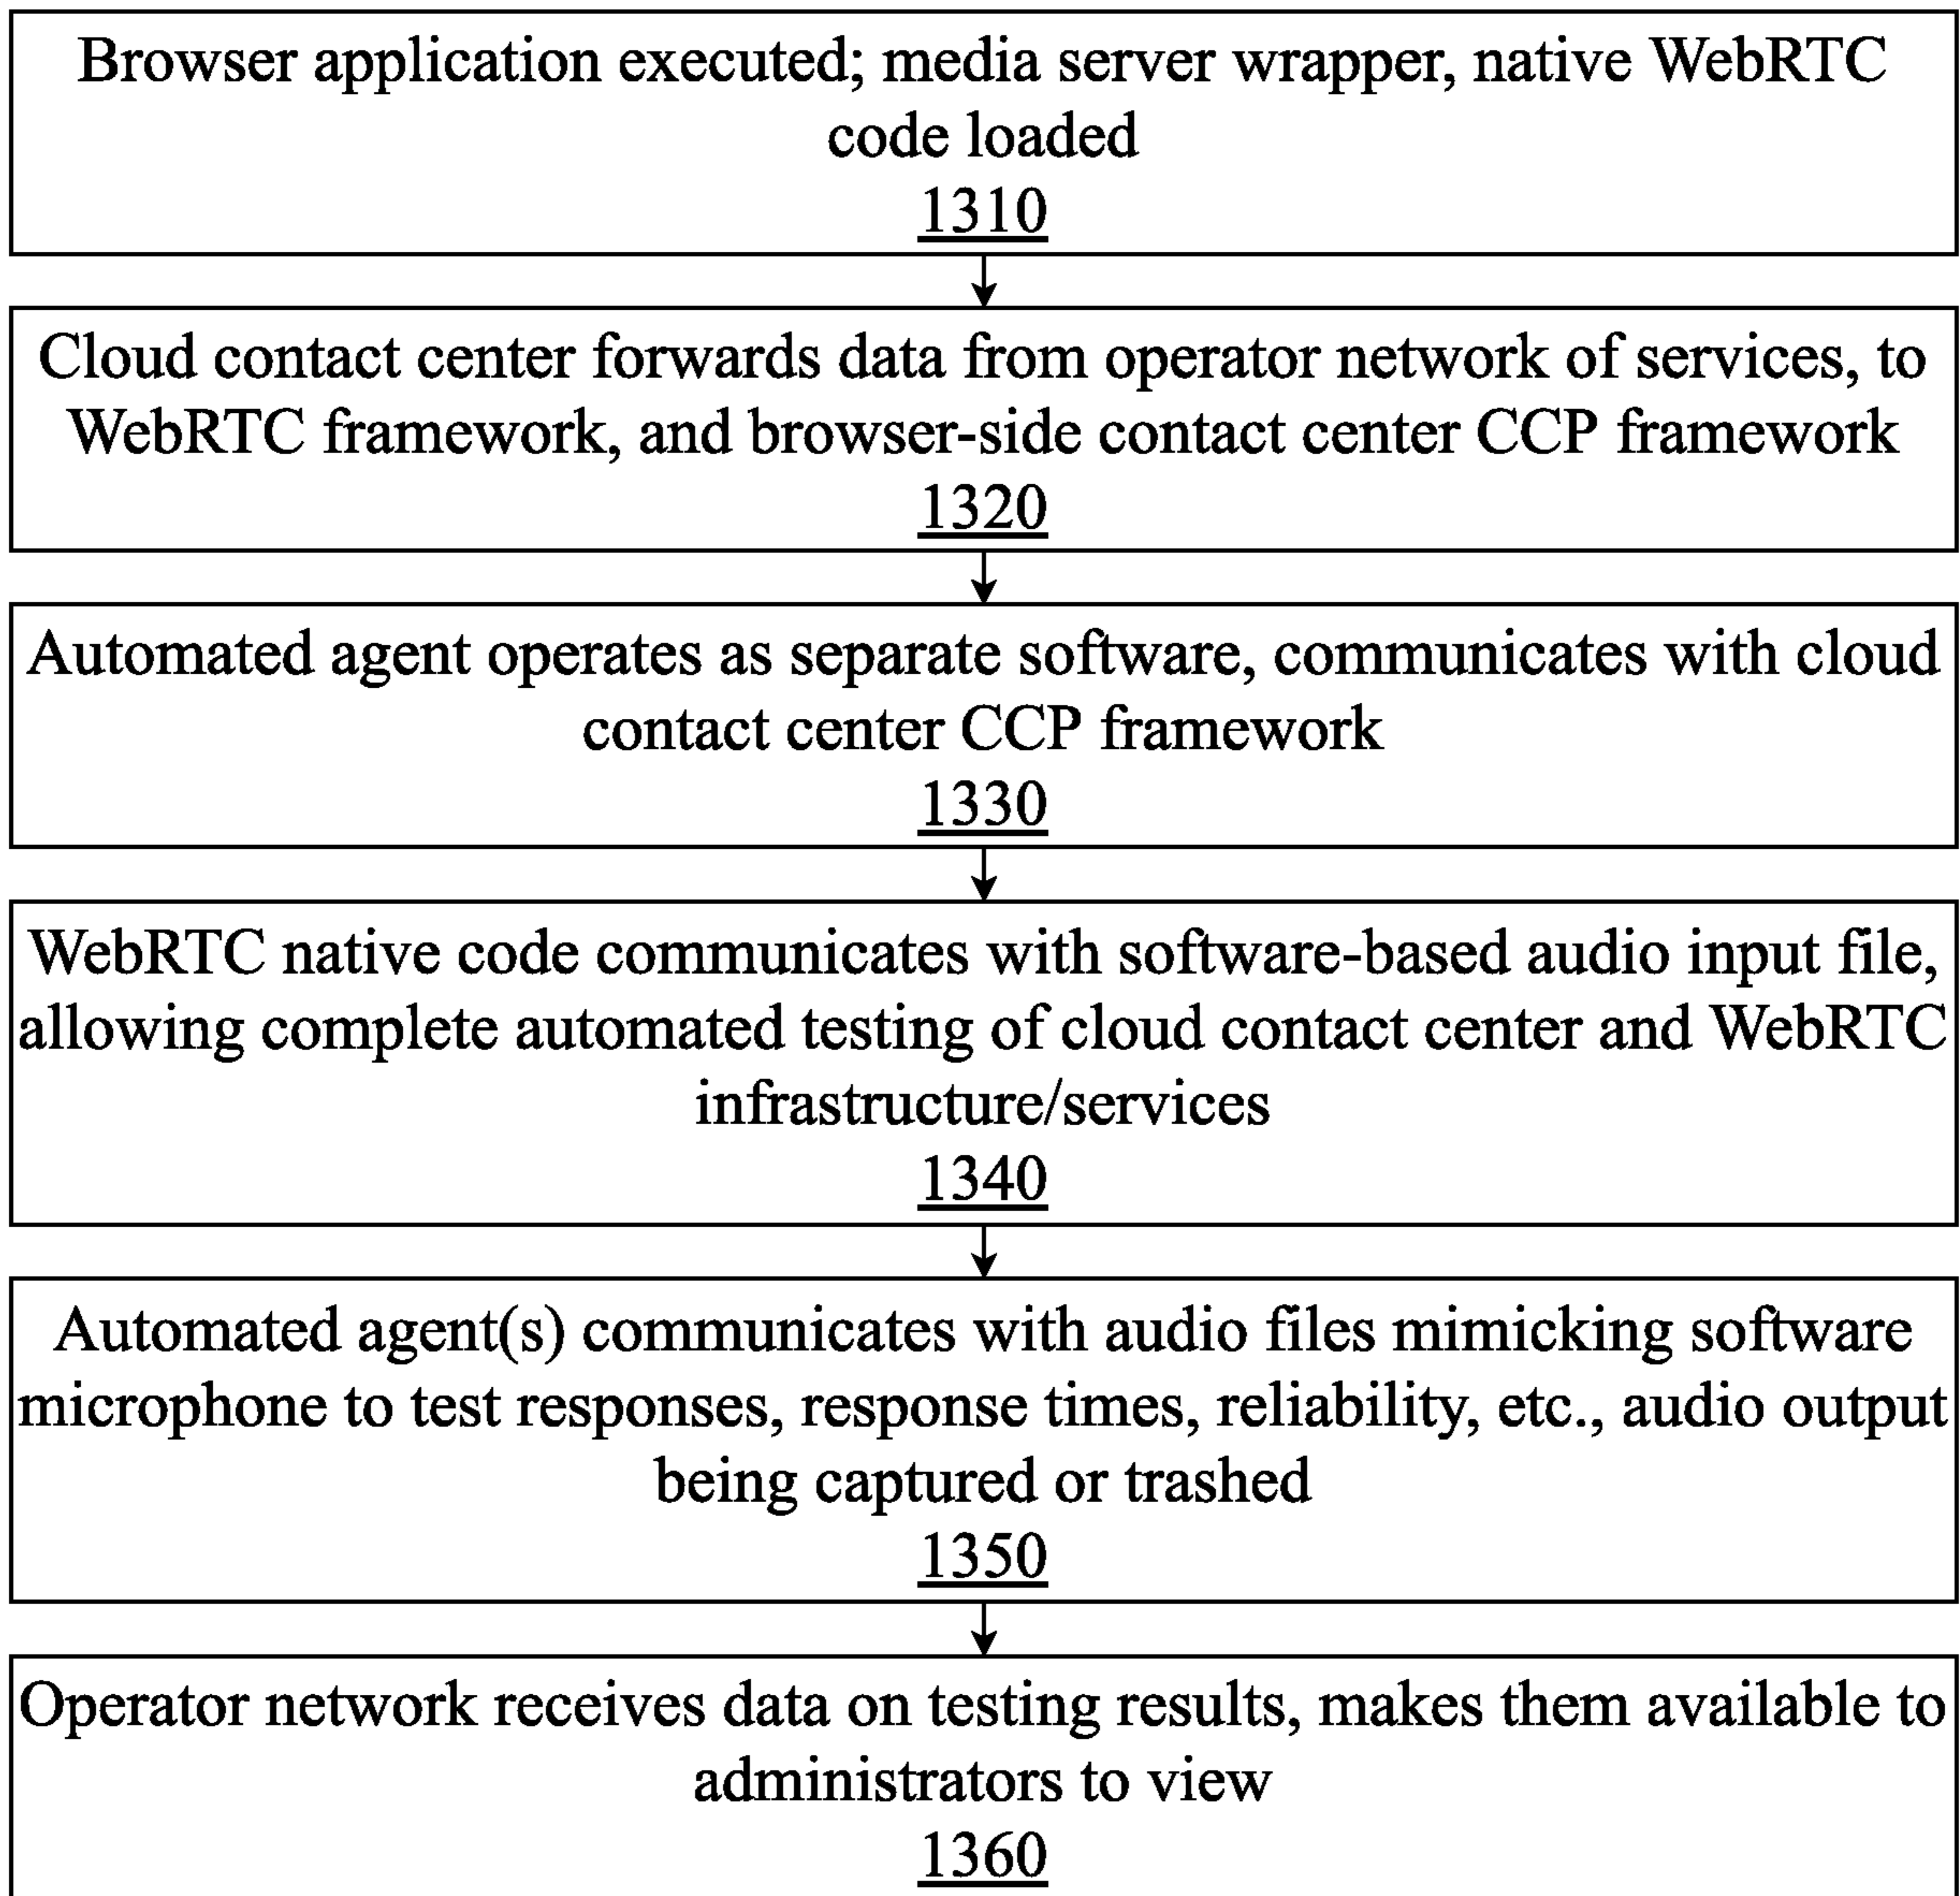 Browser application executed; media server wrapper, native WebRTC
code loaded
1310
Cloud contact center forwards data from operator network of services, to
WebRTC framework, and browser-side contact center CCP framework
1320
Automated agent operates as separate software, communicates with cloud
contact center CCP framework
1330
WebRTC native code communicates with software-based audio input file,
allowing complete automated testing of cloud contact center and WebRTC
infrastructure/services
1340
Automated agent(s) communicates with audio files mimicking software
microphone to test responses, response times, reliability, etc., audio output
being captured or trashed
1350
Operator network receives data on testing results, makes them available to
administrators to view
1360